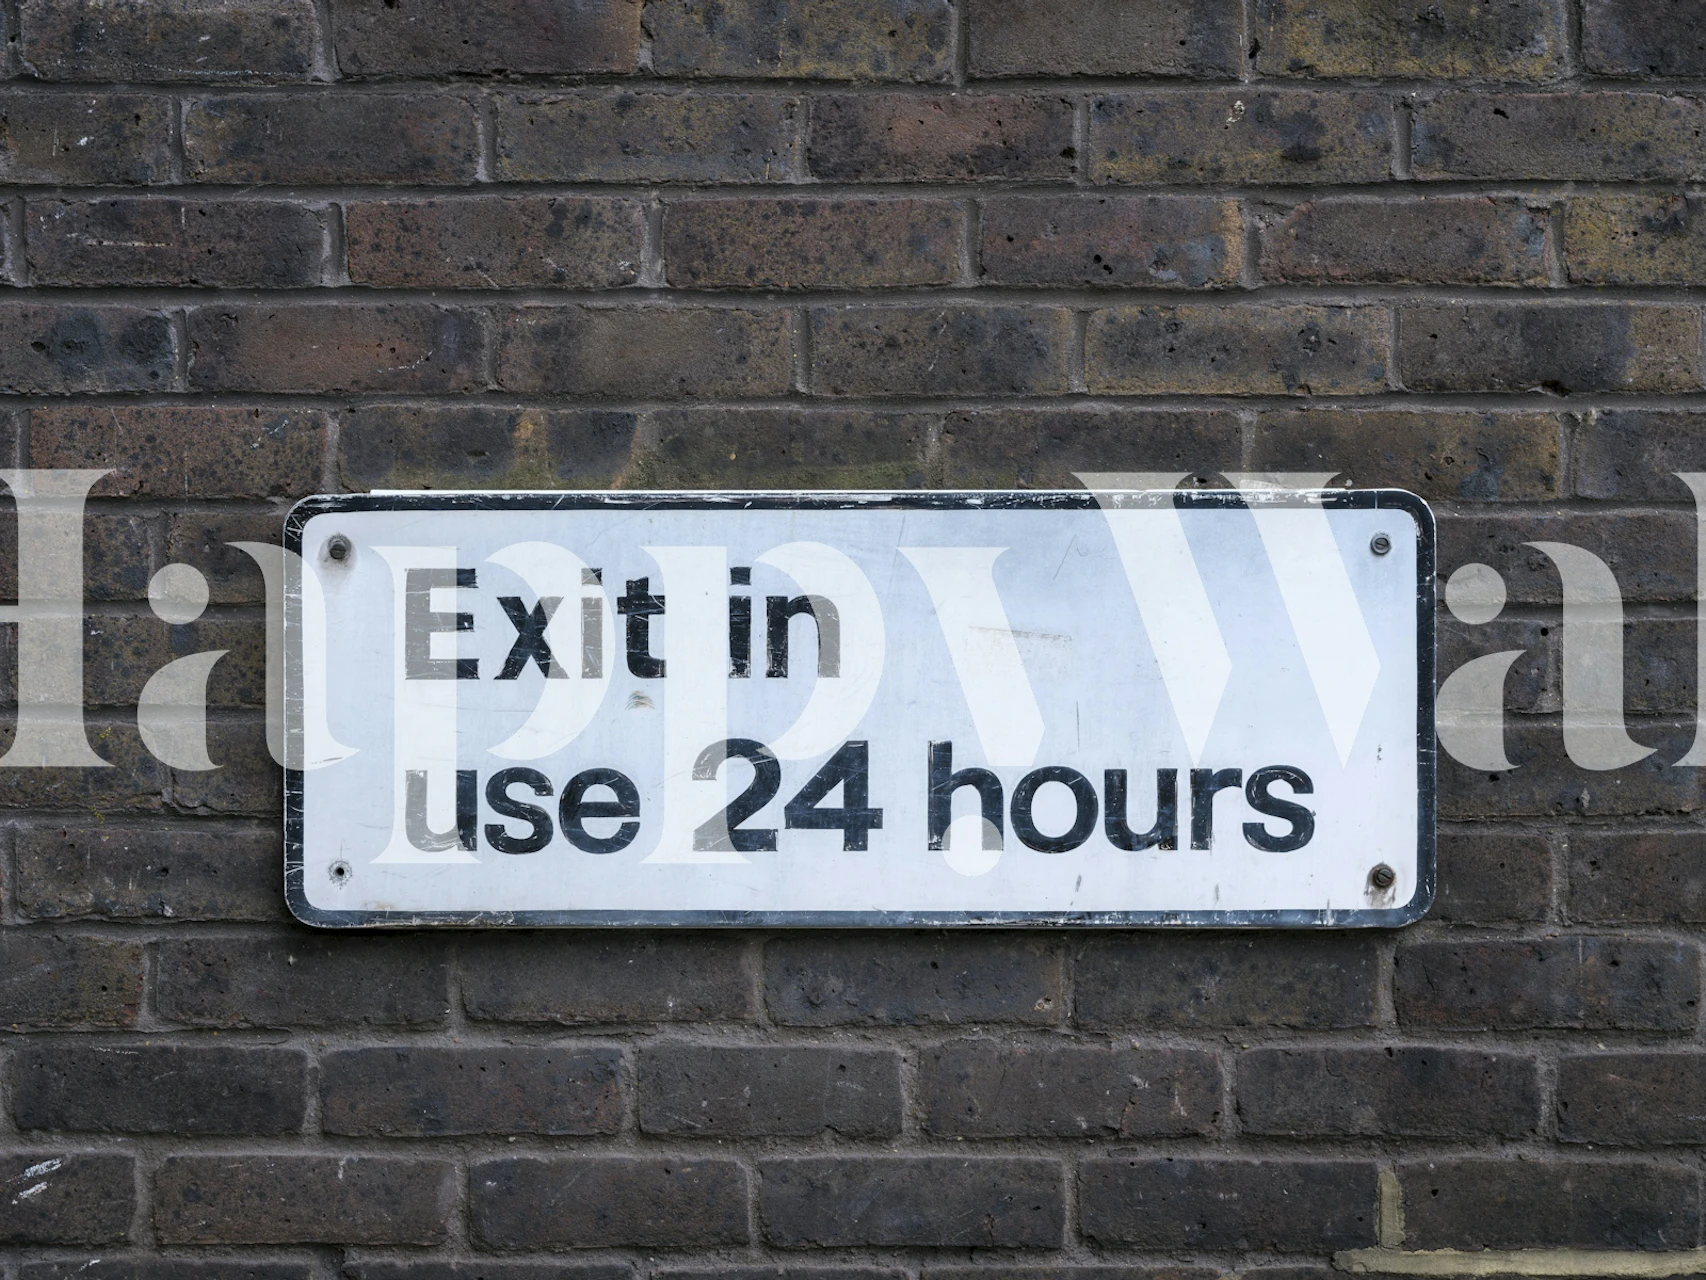 Exit in
use 24 hours